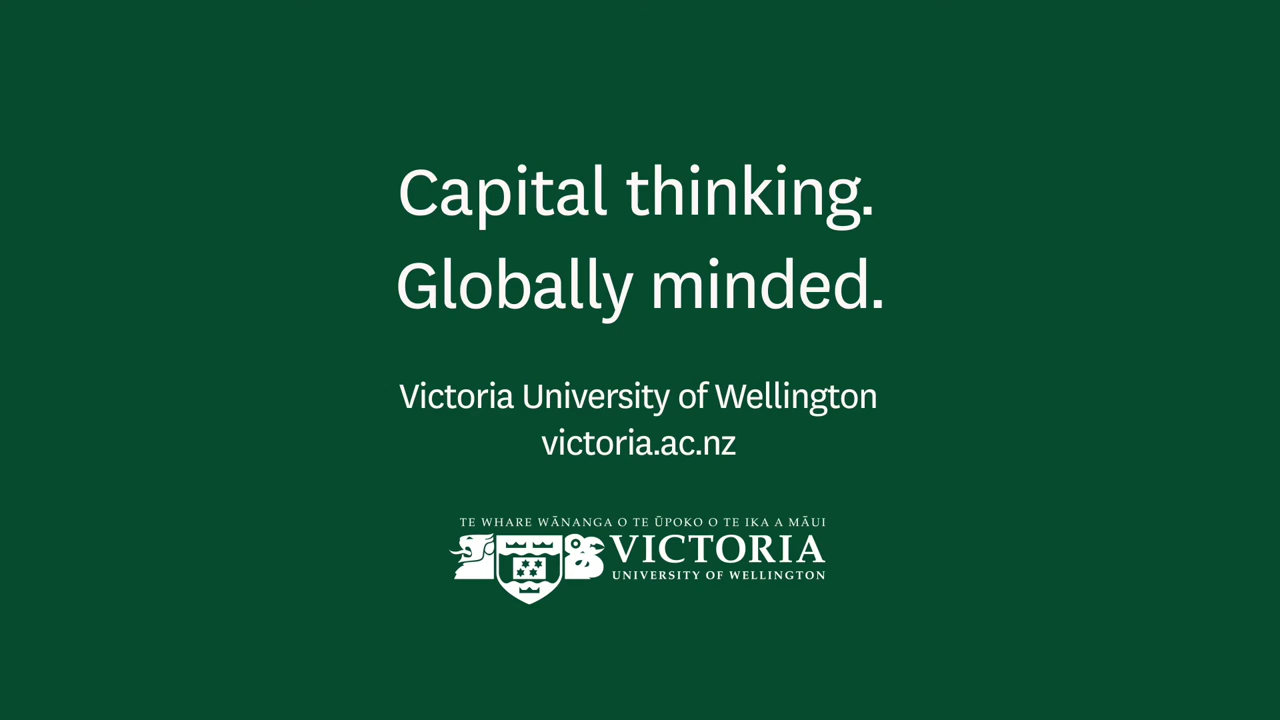 Capital thinking.
Globally minded.
Victoria University of Wellington
victoria.ac.nz
TE WHARE WĀNANGA O TE ŪPOKO O TE IKA A MĀUI
VICTORIA
UNIVERSITY OF WELLINGTON